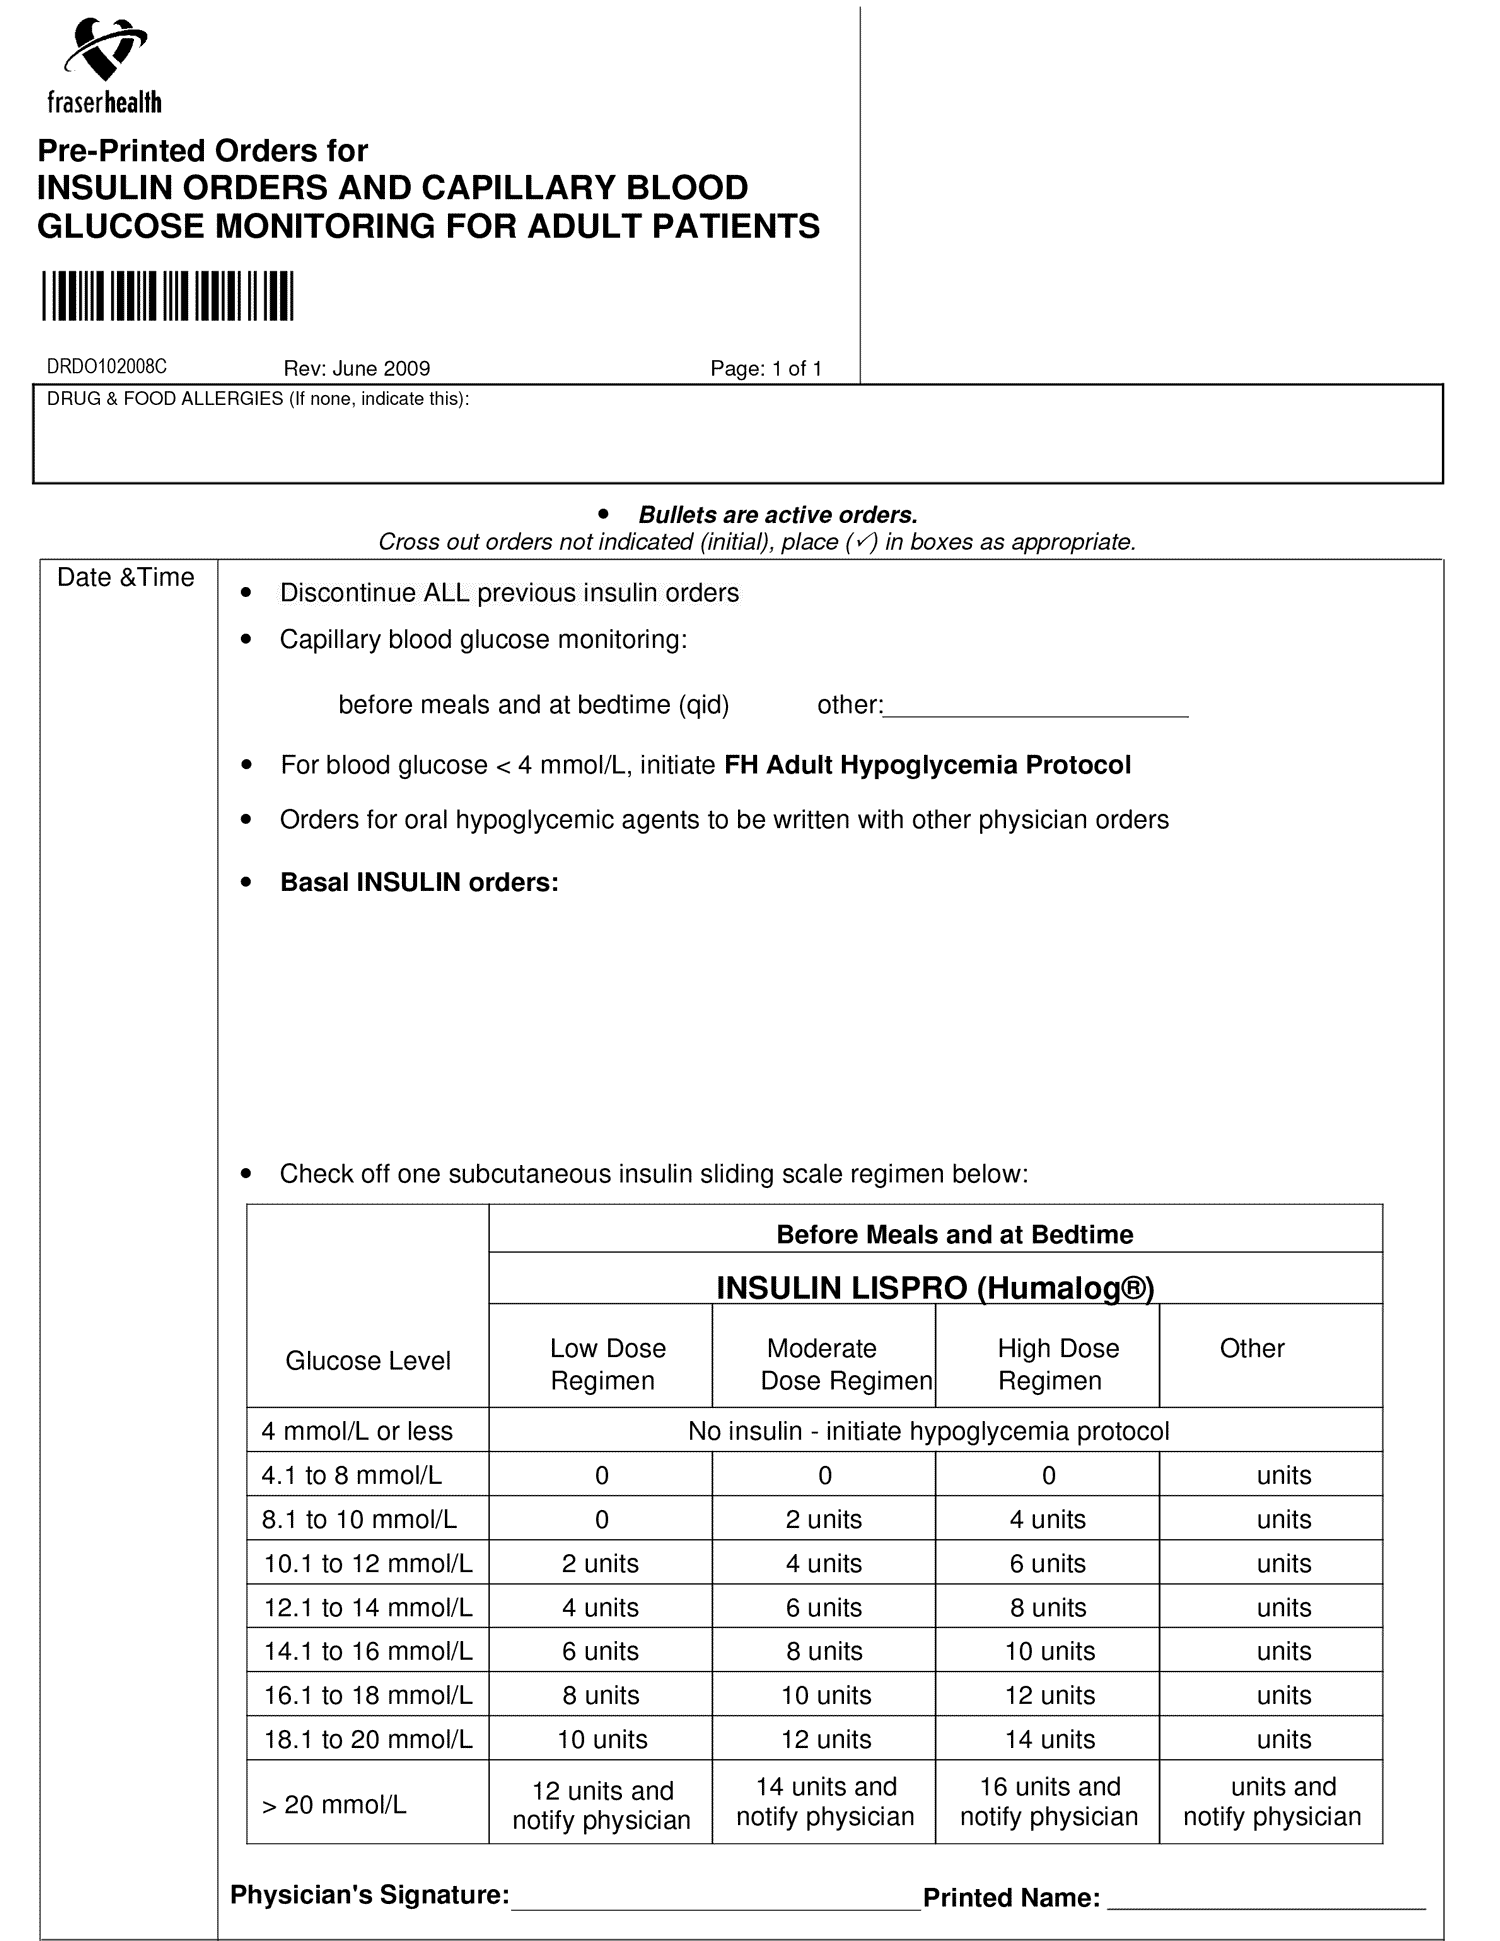 fraserhealth
Pre-Printed Orders for
INSULIN ORDERS AND CAPILLARY BLOOD
GLUCOSE MONITORING FOR ADULT PATIENTS
DRDO102008C Rev: June 2009 Page: 1 of 1
DRUG & FOOD ALLERGIES (If none, indicate this):
• Bullets are active orders.
Cross out orders not indicated (initial), place (✓) in boxes as appropriate.
Date &Time
• Discontinue ALL previous insulin orders
• Capillary blood glucose monitoring:
before meals and at bedtime (qid) other:
• For blood glucose < 4 mmol/L, initiate FH Adult Hypoglycemia Protocol
• Orders for oral hypoglycemic agents to be written with other physician orders
• Basal INSULIN orders:
• Check off one subcutaneous insulin sliding scale regimen below:
Before Meals and at Bedtime
INSULIN LISPRO (Humalog®)
Glucose Level
Low Dose
Regimen
Moderate
Dose Regimen
High Dose
Regimen
Other
4 mmol/L or less No insulin - initiate hypoglycemia protocol
4.1 to 8 mmol/L 0 0 0 units
8.1 to 10 mmol/L 0 2 units 4 units units
10.1 to 12 mmol/L 2 units 4 units 6 units units
12.1 to 14 mmol/L 4 units 6 units 8 units units
14.1 to 16 mmol/L 6 units 8 units 10 units units
16.1 to 18 mmol/L 8 units 10 units 12 units units
18.1 to 20 mmol/L 10 units 12 units 14 units units
> 20 mmol/L
12 units and
notify physician
14 units and
notify physician
16 units and
notify physician
units and
notify physician
Physician's Signature: Printed Name: